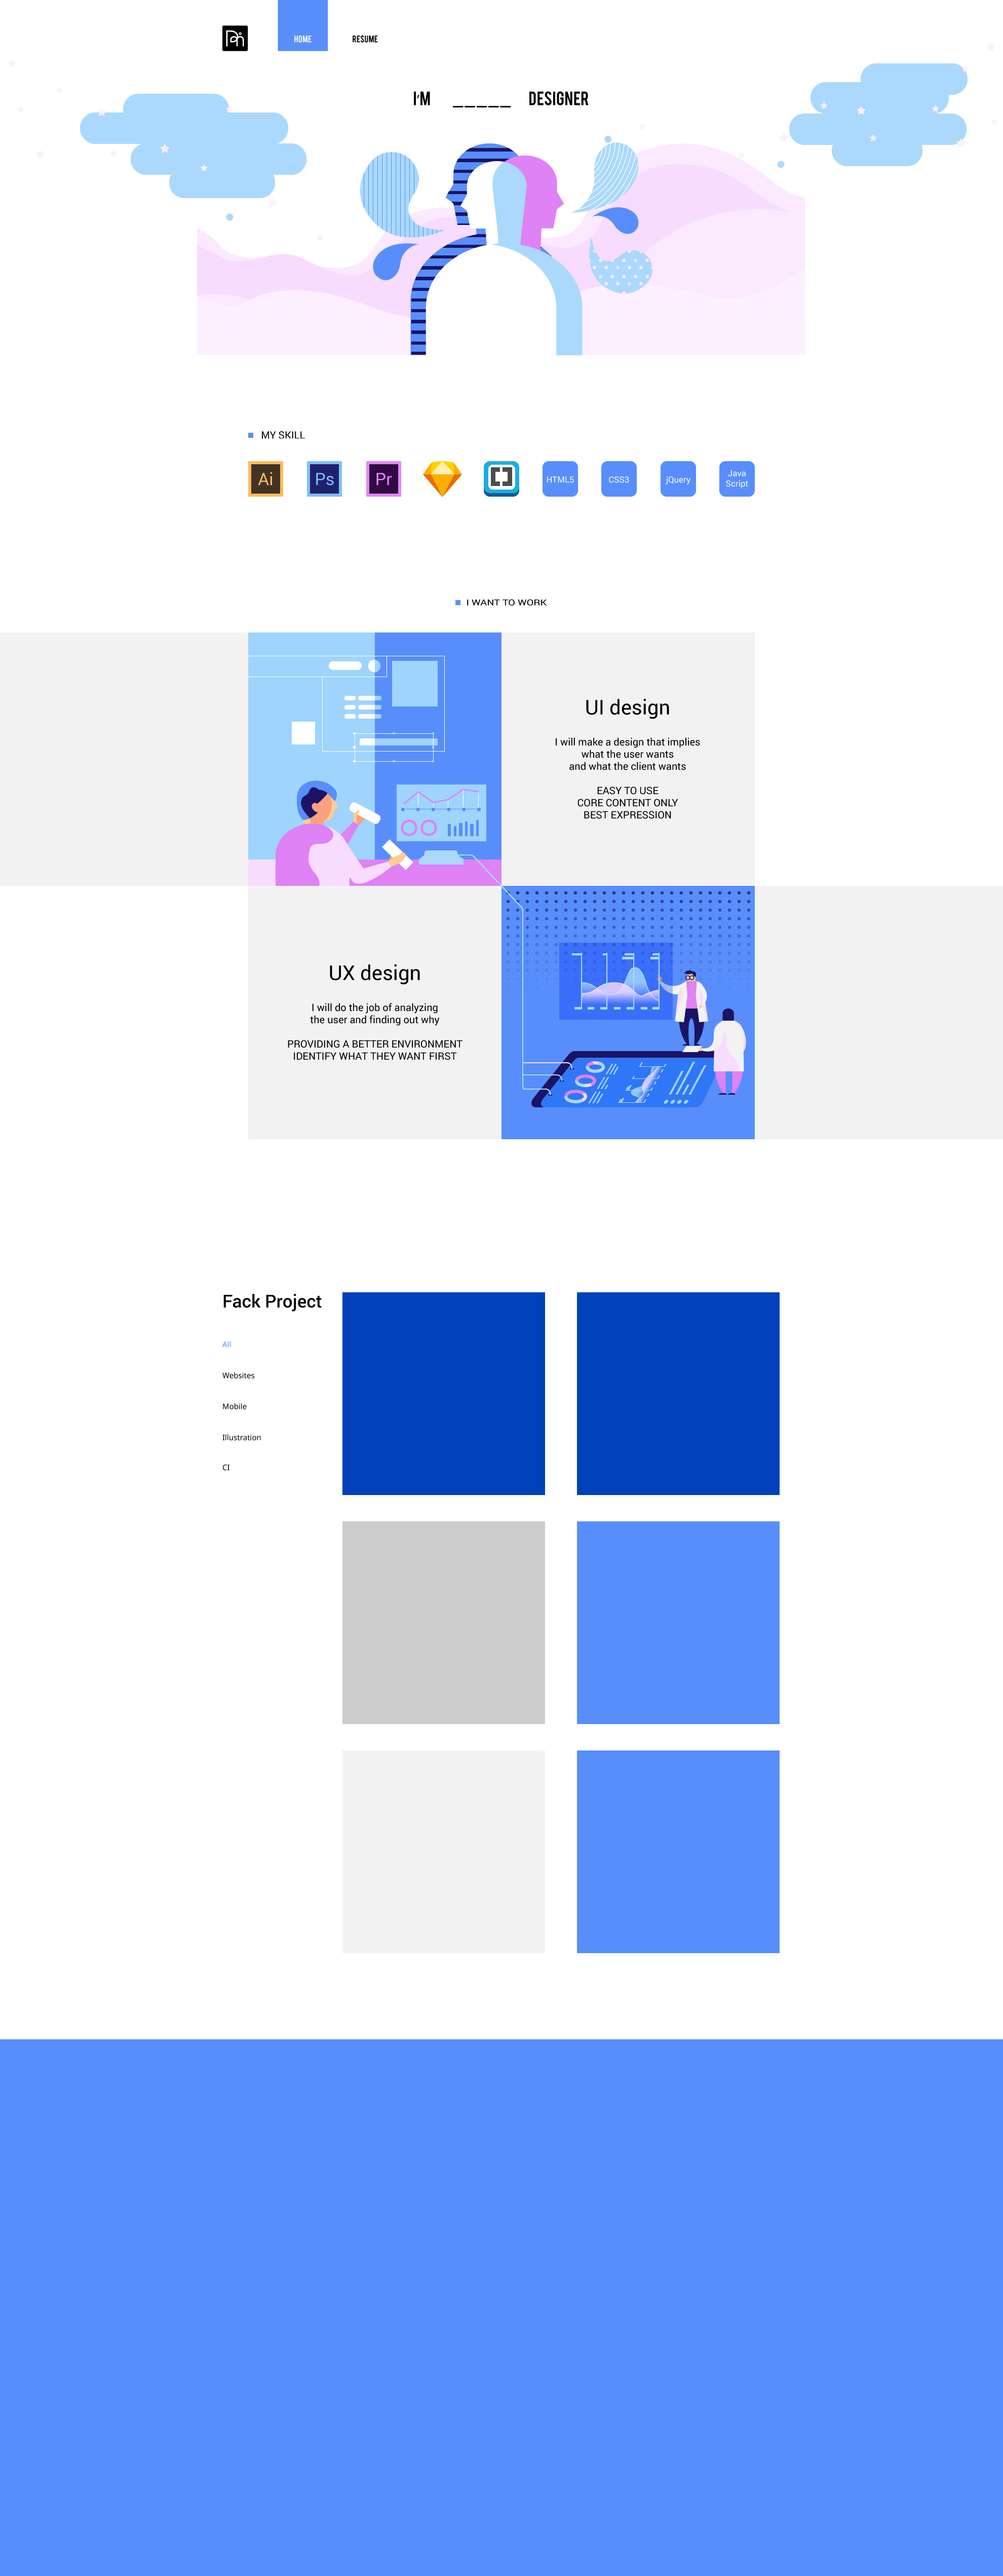 HOME
RESUME
I'M _____ DESIGNER
MY SKILL
Ai
Ps
Pr
HTML5
CSS3
jQuery
Java
Script
I WANT TO WORK
UI design
I will make a design that implies
what the user wants
and what the client wants
EASY TO USE
CORE CONTENT ONLY
BEST EXPRESSION
UX design
I will do the job of analyzing
the user and finding out why
PROVIDING A BETTER ENVIRONMENT
IDENTIFY WHAT THEY WANT FIRST
Fack Project
All
Websites
Mobile
Illustration
CI